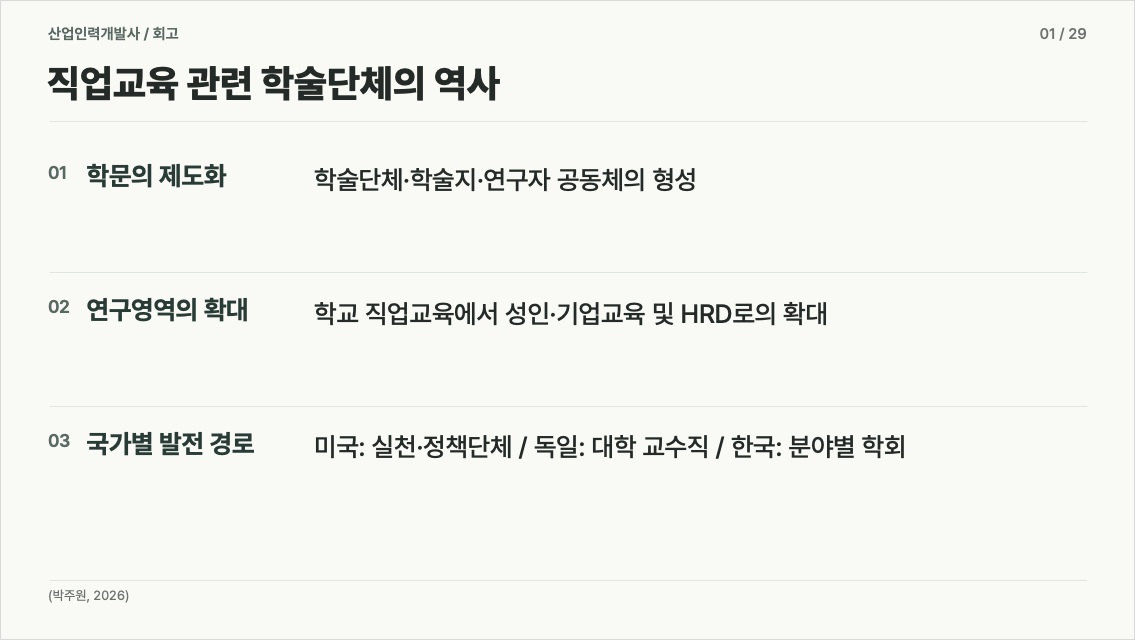 산업인력개발사 / 회고
01 / 29
직업교육 관련 학술단체의 역사
01 학문의 제도화 학술단체·학술지·연구자 공동체의 형성
02 연구영역의 확대 학교 직업교육에서 성인·기업교육 및 HRD로의 확대
03 국가별 발전 경로 미국: 실천·정책단체 / 독일: 대학 교수직 / 한국: 분야별 학회
(박주원, 2026)